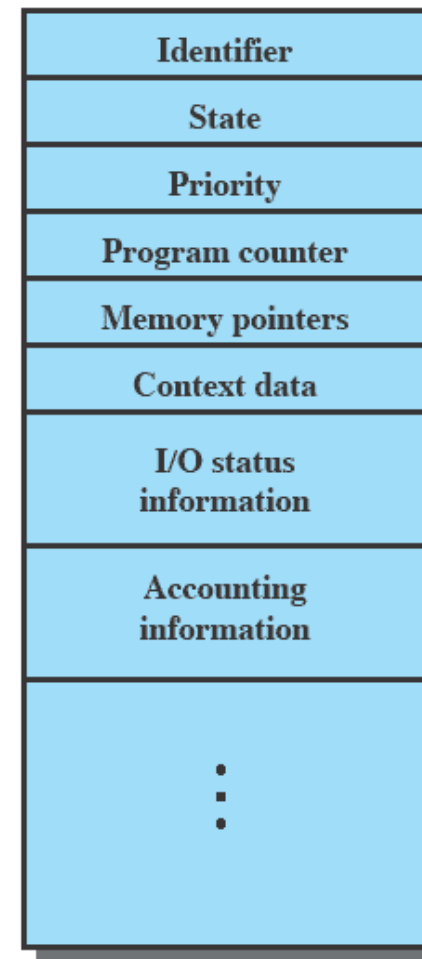 Identifier
State
Priority
Program counter
Memory pointers
Context data
I/O status
information
Accounting
information